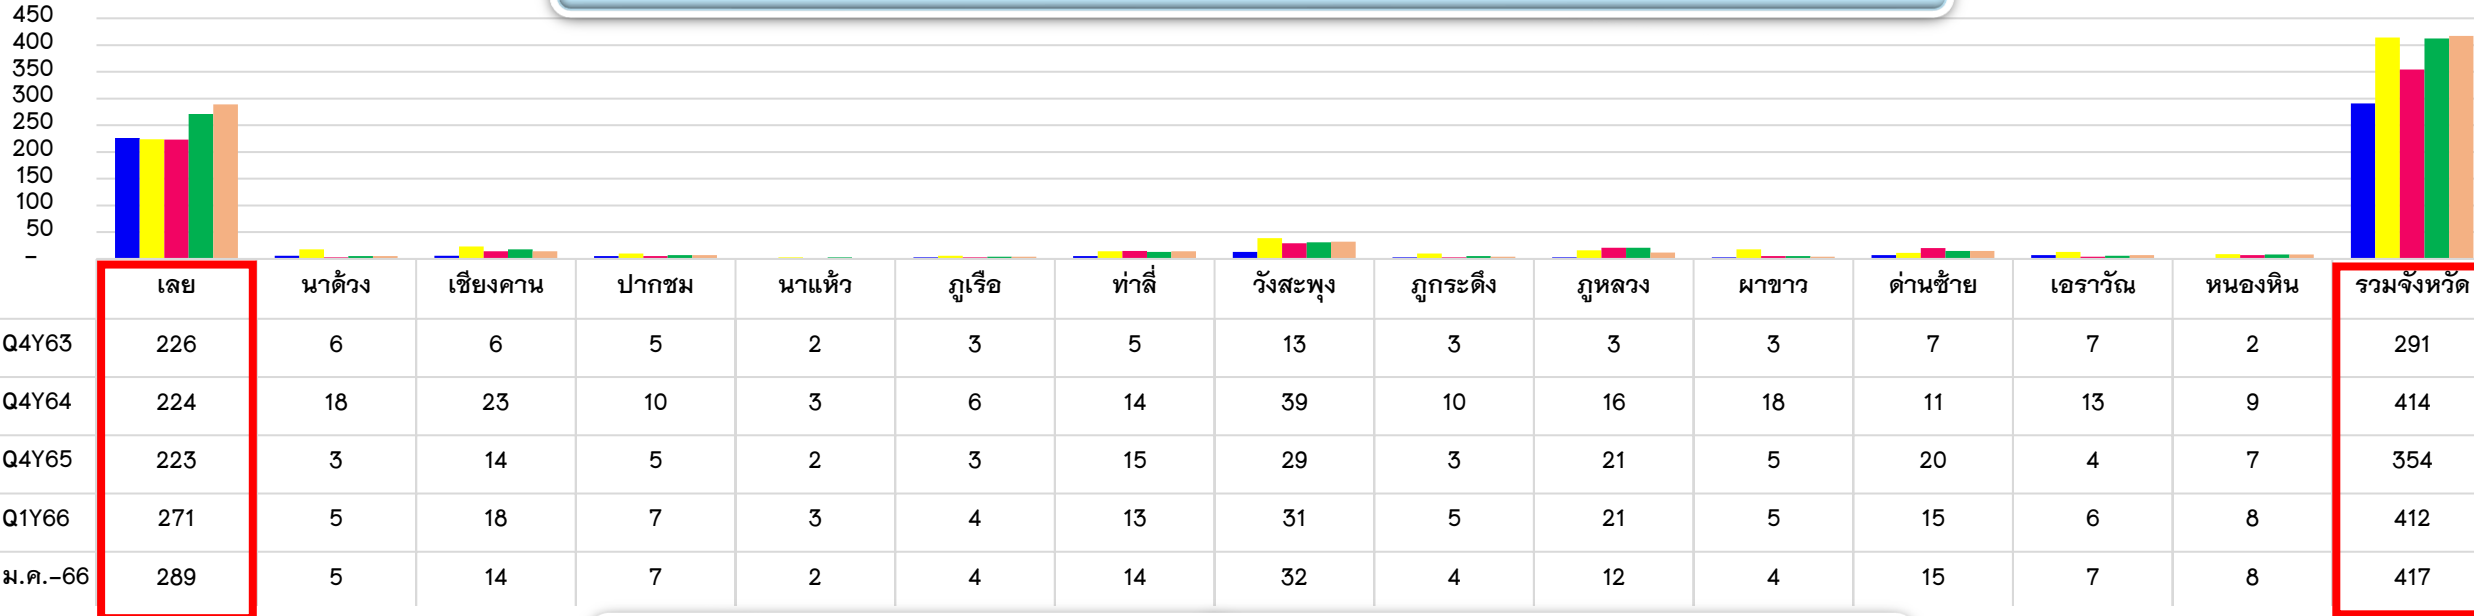 450
400
350
300
250
200
150
100
50
-
เลย นาด้วง เชียงคาน ปากชม นาแห้ว ภูเรือ ท่าลี่ วังสะพุง ภูกระดึง ภูหลวง ผาขาว ด่านซ้าย เอราวัณ หนองหิน รวมจังหวัด
Q4Y63 226 6 6 5 2 3 5 13 3 3 3 7 7 2 291
Q4Y64 224 18 23 10 3 6 14 39 10 16 18 11 13 9 414
Q4Y65 223 3 14 5 2 3 15 29 3 21 5 20 4 7 354
Q1Y66 271 5 18 7 3 4 13 31 5 21 5 15 6 8 412
ม.ค.-66 289 5 14 7 2 4 14 32 4 12 4 15 7 8 417